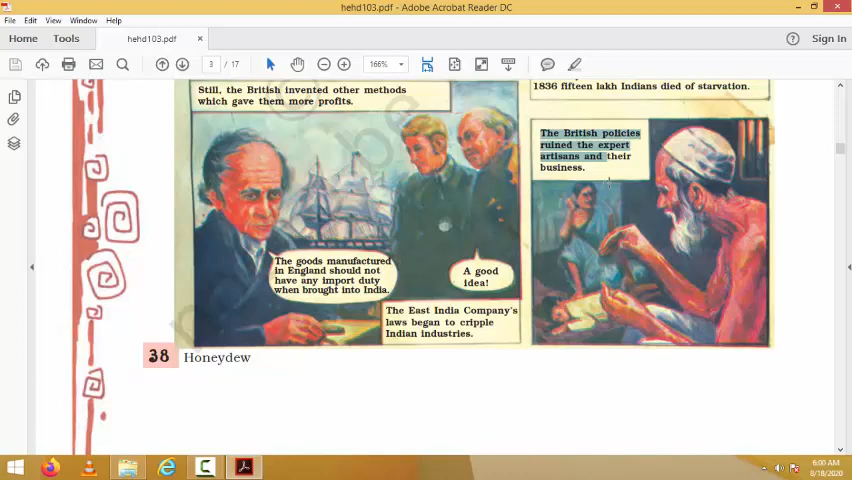 hehd103.pdf - Adobe Acrobat Reader DC
File Edit View Window Help
Home Tools hehd103.pdf × Sign In
3 / 17 166%
Still, the British invented other methods
which gave them more profits.
1836 fifteen lakh Indians died of starvation.
The British policies
ruined the expert
artisans and their
business.
The goods manufactured
in England should not
have any import duty
when brought into India.
A good
idea!
The East India Company's
laws began to cripple
Indian industries.
38 Honeydew
6:00 AM
8/18/2020